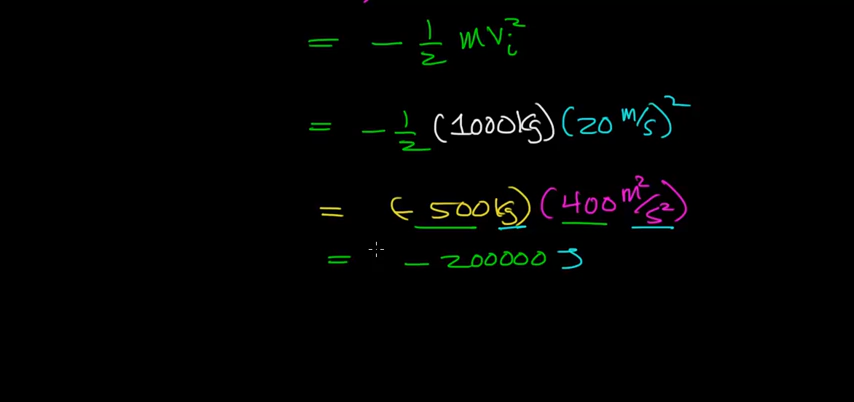 = - 1/2 mVi²
= - 1/2 (1000kg) (20 m/s)²
= (-500kg) (400 m²/s²)
= - 200000 J